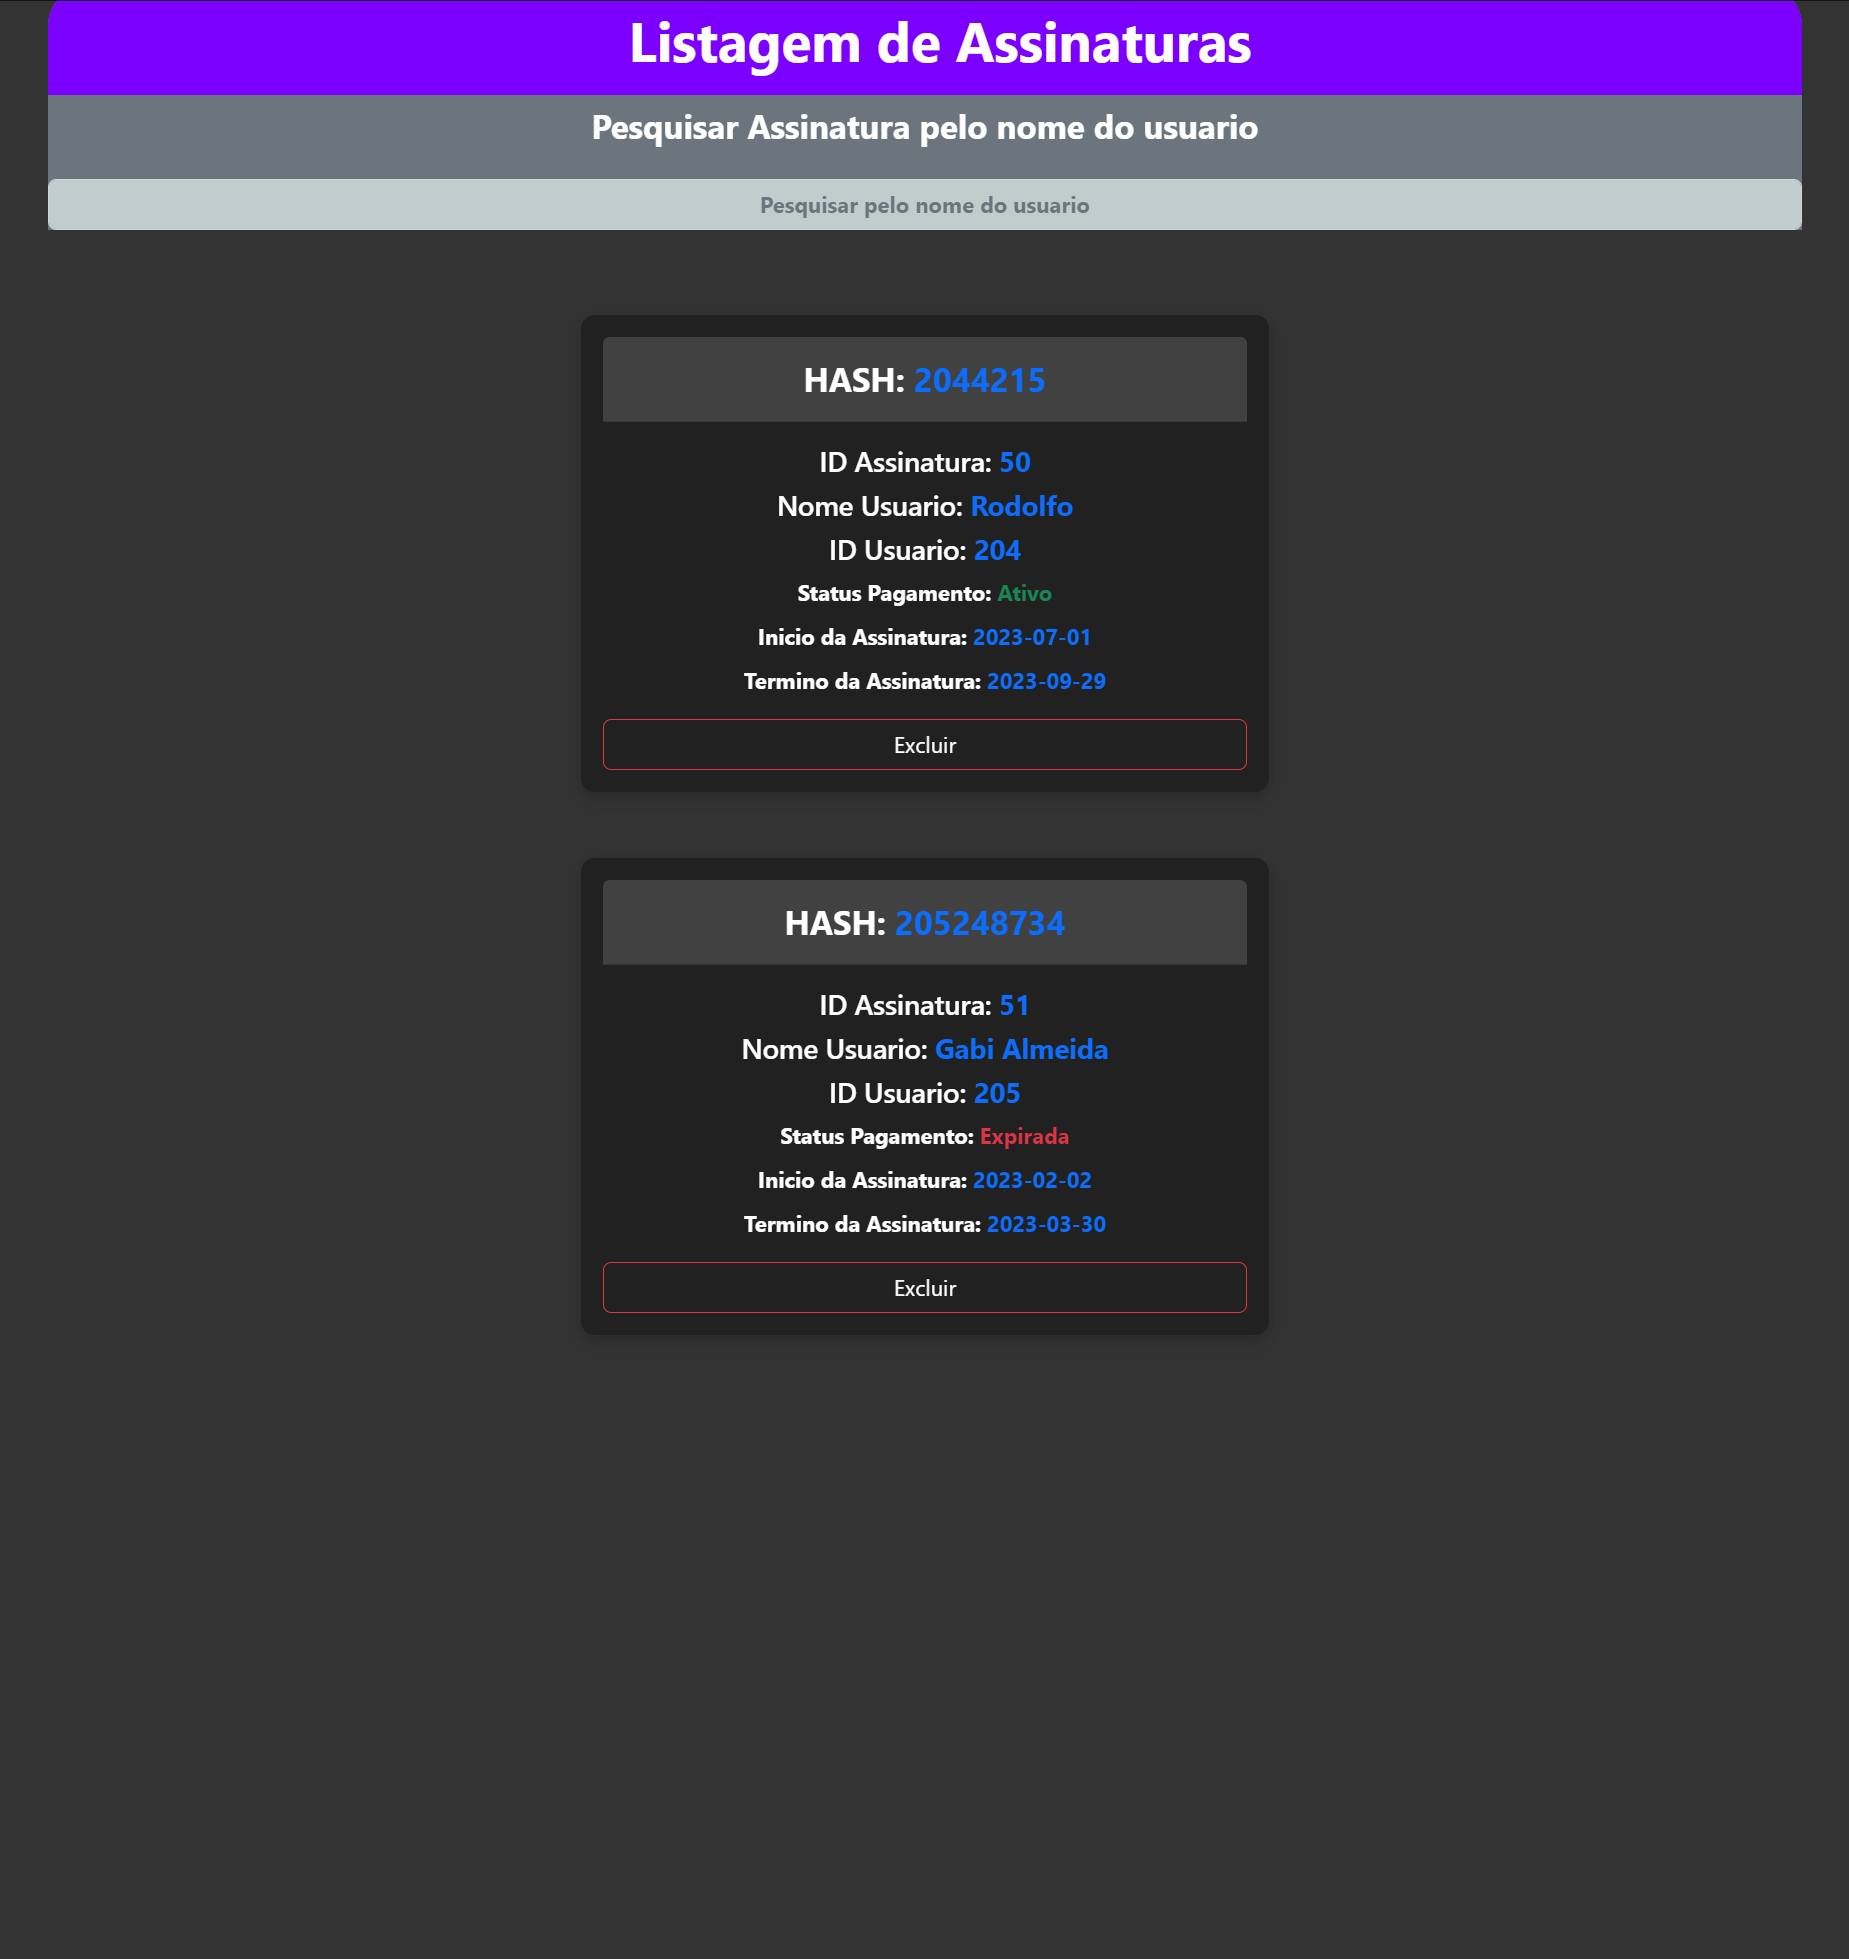 Listagem de Assinaturas
Pesquisar Assinatura pelo nome do usuario
Pesquisar pelo nome do usuario
HASH: 2044215
ID Assinatura: 50
Nome Usuario: Rodolfo
ID Usuario: 204
Status Pagamento: Ativo
Inicio da Assinatura: 2023-07-01
Termino da Assinatura: 2023-09-29
Excluir
HASH: 205248734
ID Assinatura: 51
Nome Usuario: Gabi Almeida
ID Usuario: 205
Status Pagamento: Expirada
Inicio da Assinatura: 2023-02-02
Termino da Assinatura: 2023-03-30
Excluir